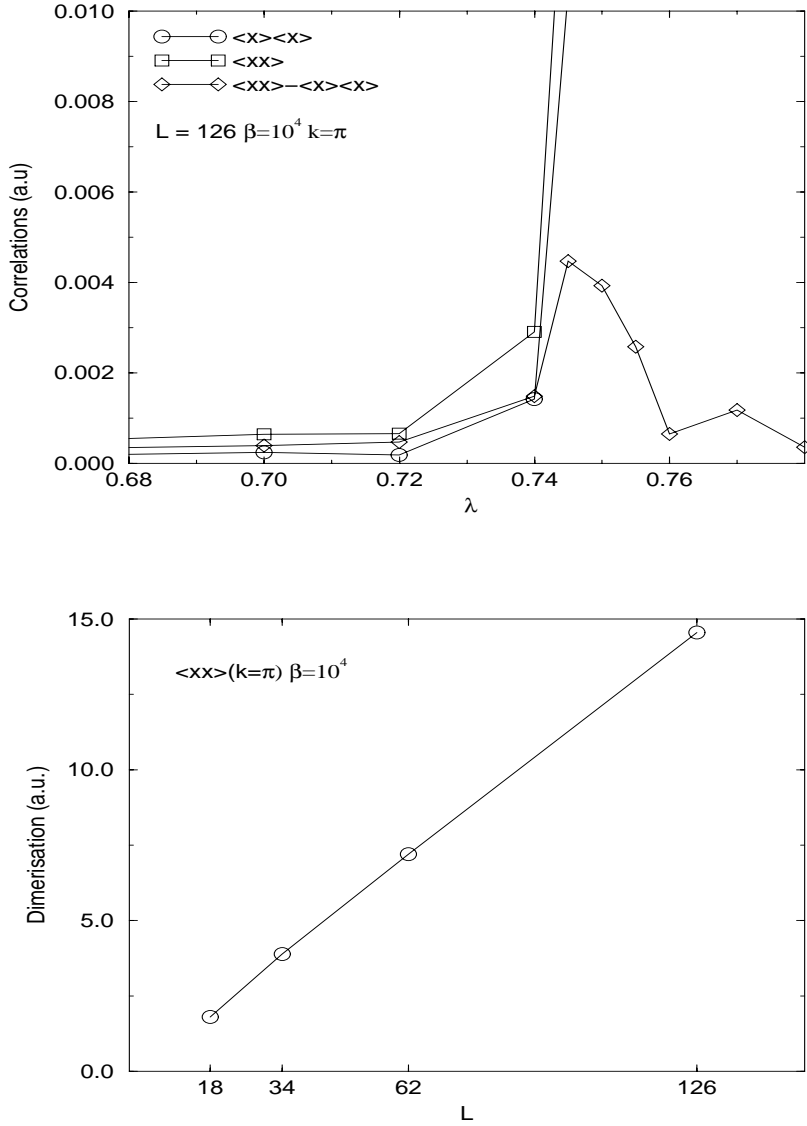 0.010
0.008
0.006
0.004
0.002
0.000
Correlations (a.u)
<x><x>
<xx>
<xx>−<x><x>
L = 126 β=10⁴ k=π
0.68 0.70 0.72 0.74 0.76
λ
15.0
10.0
5.0
0.0
Dimerisation (a.u.)
<xx>(k=π) β=10⁴
18 34 62 126
L